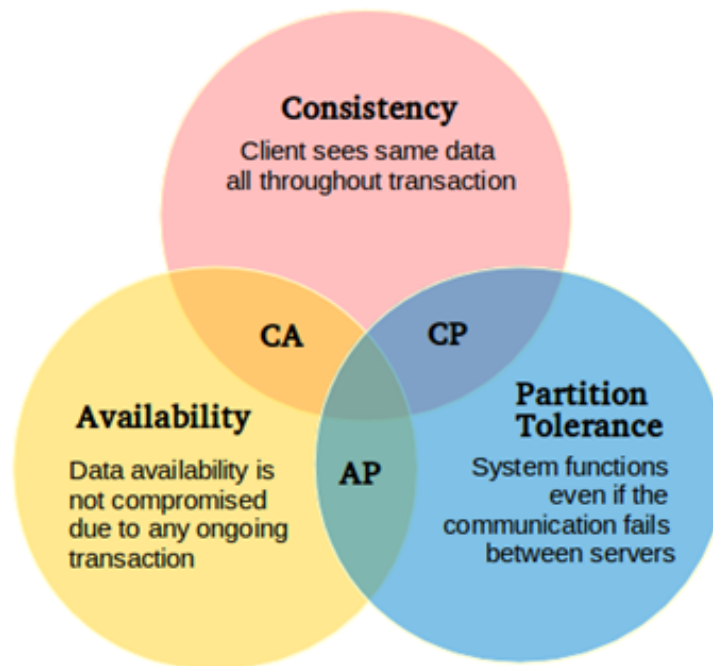 Consistency
Client sees same data
all throughout transaction
CA
CP
Availability
Data availability is
not compromised
due to any ongoing
transaction
AP
Partition
Tolerance
System functions
even if the
communication fails
between servers